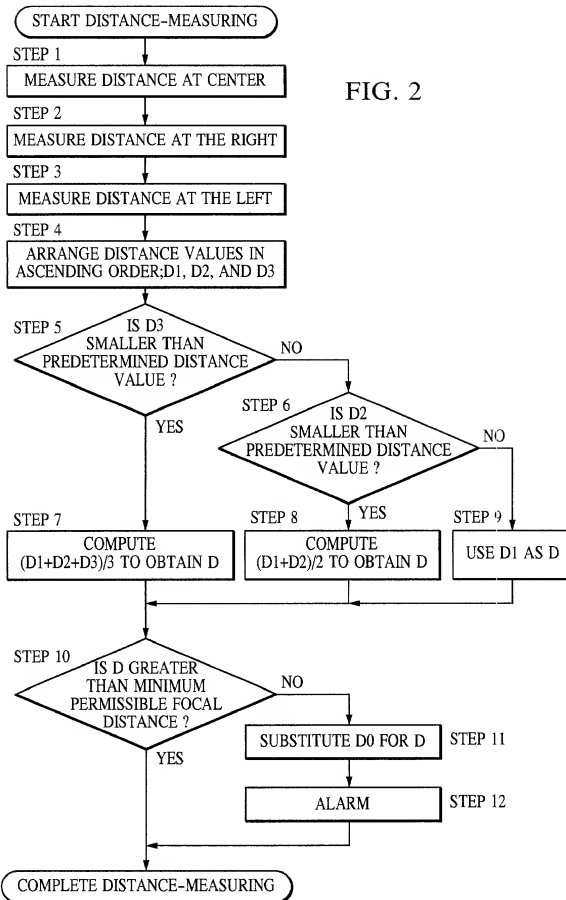 START DISTANCE-MEASURING
STEP 1
MEASURE DISTANCE AT CENTER
FIG. 2
STEP 2
MEASURE DISTANCE AT THE RIGHT
STEP 3
MEASURE DISTANCE AT THE LEFT
STEP 4
ARRANGE DISTANCE VALUES IN
ASCENDING ORDER;D1, D2, AND D3
STEP 5
IS D3
SMALLER THAN
PREDETERMINED DISTANCE
VALUE ?
NO
YES
STEP 6
IS D2
SMALLER THAN
PREDETERMINED DISTANCE
VALUE ?
NO
YES
STEP 7
COMPUTE
(D1+D2+D3)/3 TO OBTAIN D
STEP 8
COMPUTE
(D1+D2)/2 TO OBTAIN D
STEP 9
USE D1 AS D
STEP 10
IS D GREATER
THAN MINIMUM
PERMISSIBLE FOCAL
DISTANCE ?
NO
YES
SUBSTITUTE D0 FOR D
STEP 11
ALARM
STEP 12
COMPLETE DISTANCE-MEASURING